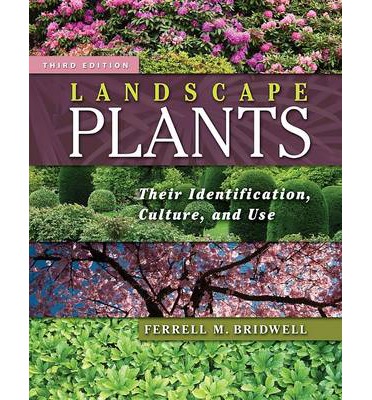 THIRD EDITION
LANDSCAPE
PLANTS
Their Identification,
Culture, and Use
FERRELL M. BRIDWELL